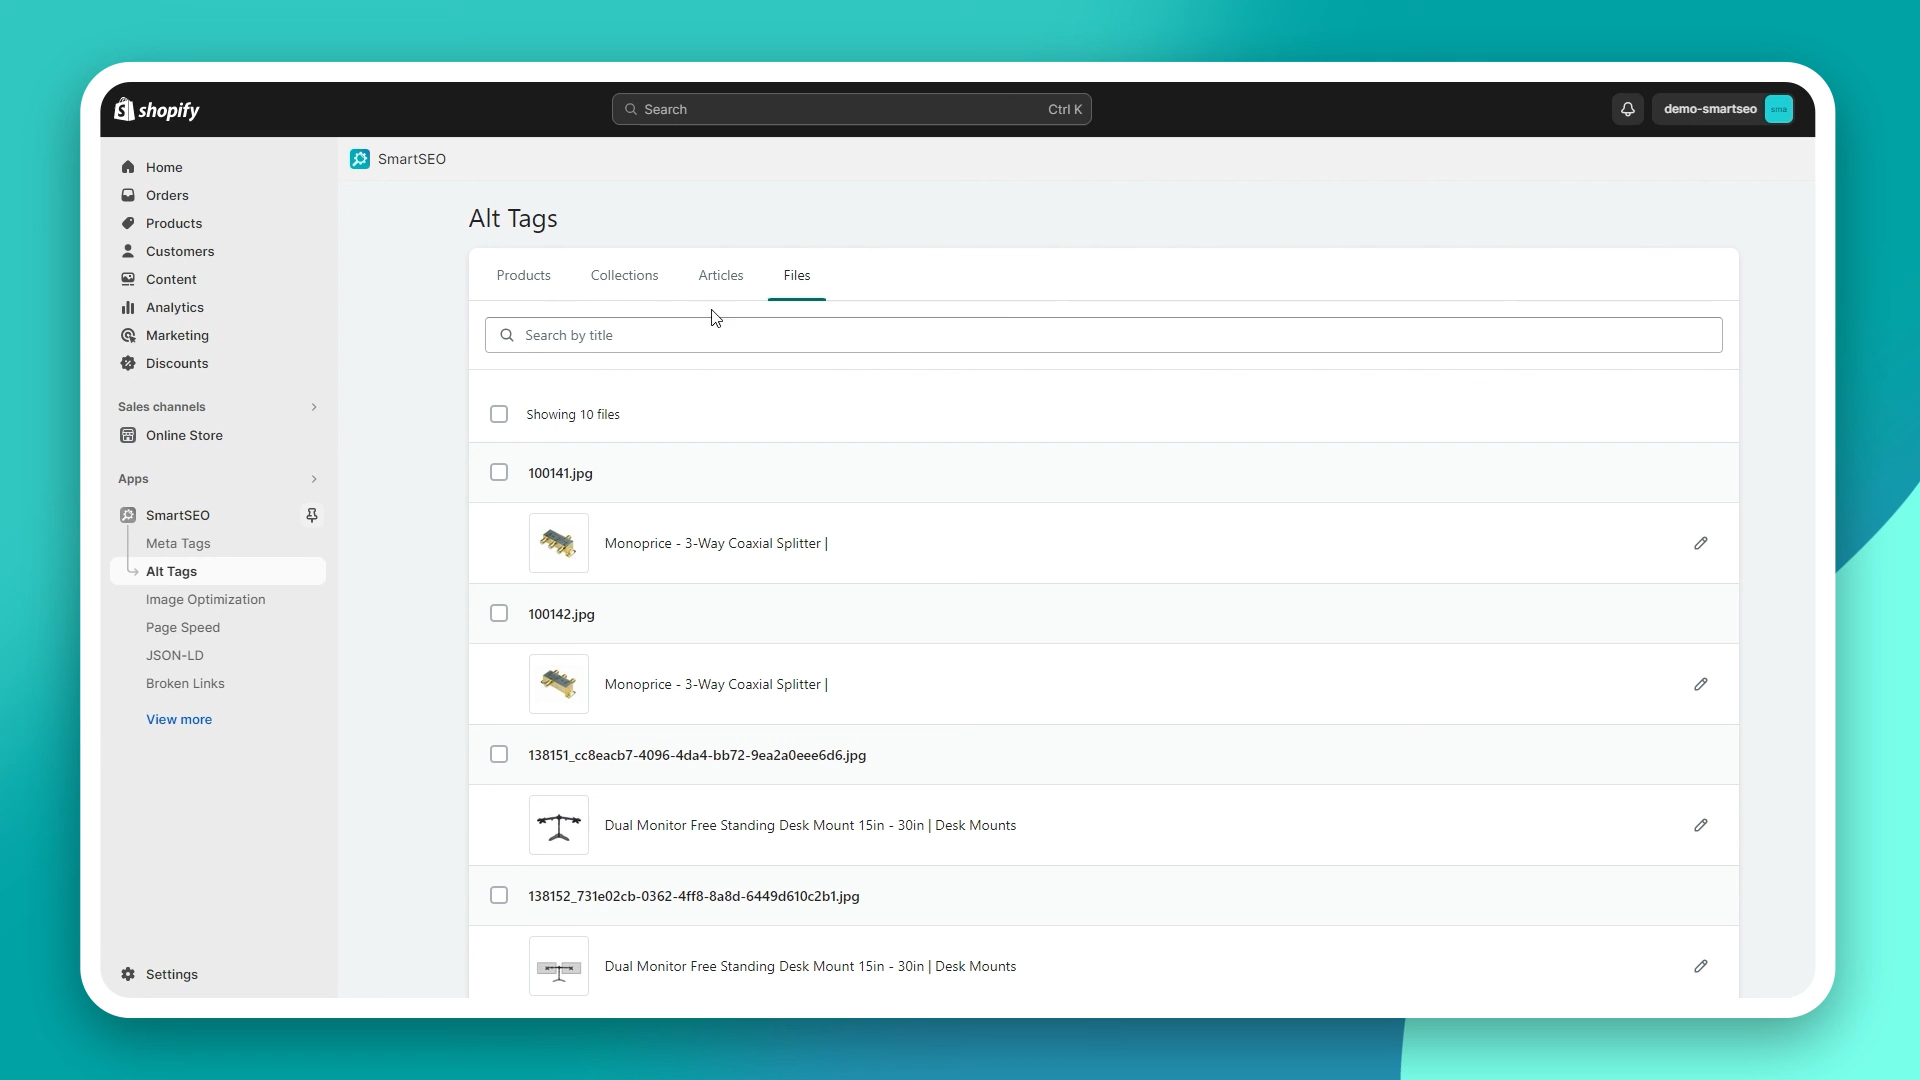 shopify
Search Ctrl K
demo-smartseo sma
Home
Orders
Products
Customers
Content
Analytics
Marketing
Discounts
Sales channels
Online Store
Apps
SmartSEO
Meta Tags
Alt Tags
Image Optimization
Page Speed
JSON-LD
Broken Links
View more
Settings
SmartSEO
Alt Tags
Products Collections Articles Files
Search by title
Showing 10 files
100141.jpg
Monoprice - 3-Way Coaxial Splitter |
100142.jpg
Monoprice - 3-Way Coaxial Splitter |
138151_cc8eacb7-4096-4da4-bb72-9ea2a0eee6d6.jpg
Dual Monitor Free Standing Desk Mount 15in - 30in | Desk Mounts
138152_731e02cb-0362-4ff8-8a8d-6449d610c2b1.jpg
Dual Monitor Free Standing Desk Mount 15in - 30in | Desk Mounts